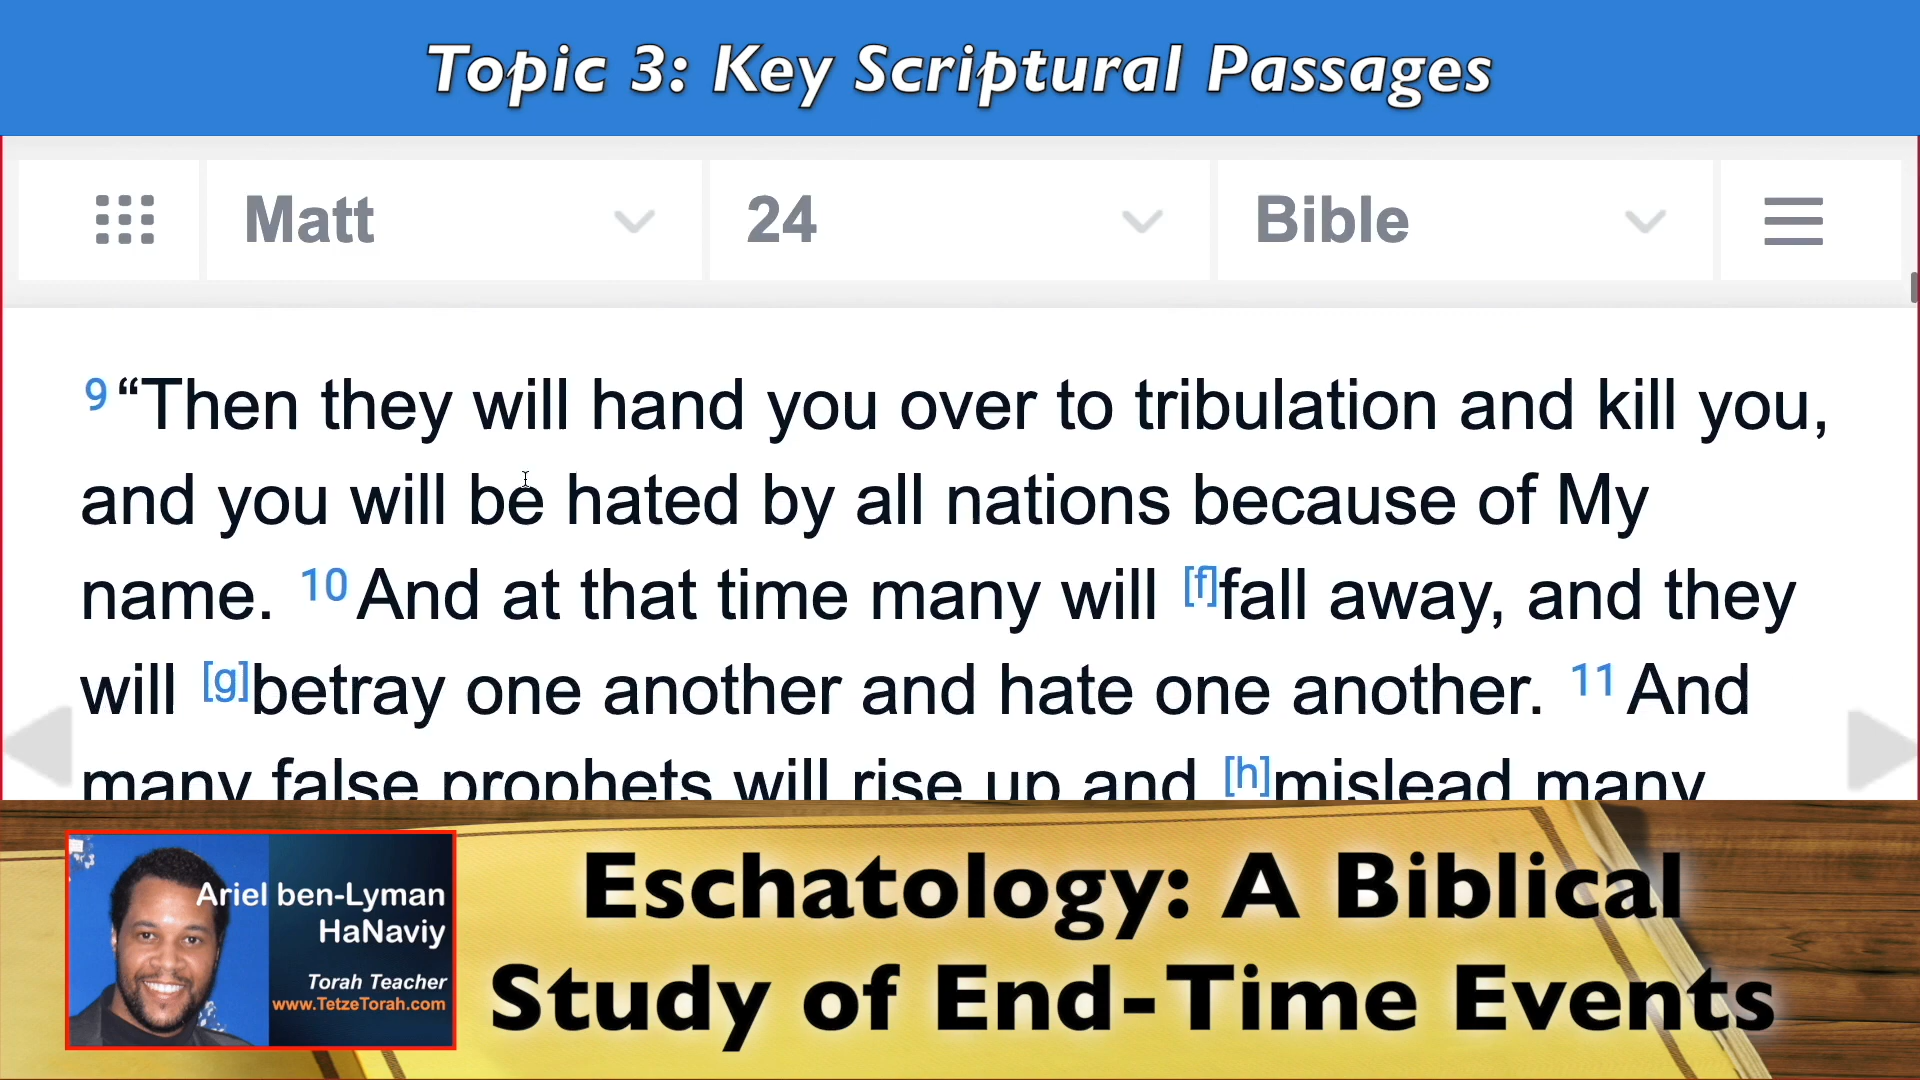 Topic 3: Key Scriptural Passages
Matt
24
Bible
9 “Then they will hand you over to tribulation and kill you,
and you will be hated by all nations because of My
name. 10 And at that time many will [f]fall away, and they
will [g]betray one another and hate one another. 11 And
many false prophets will rise up and [h]mislead many
Ariel ben-Lyman
HaNaviy
Torah Teacher
www.TetzeTorah.com
Eschatology: A Biblical
Study of End-Time Events